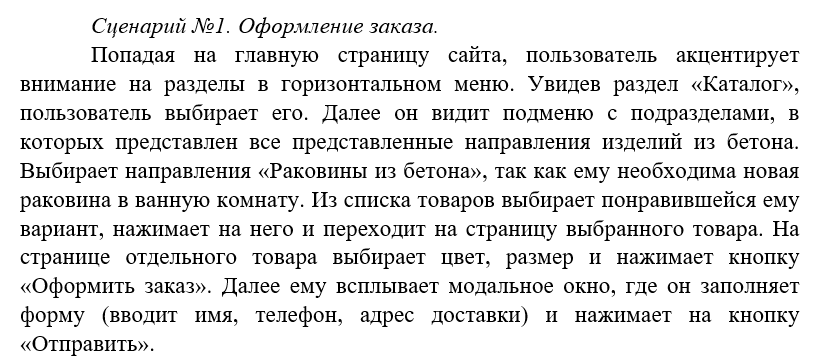 Сценарий №1. Оформление заказа.
Попадая на главную страницу сайта, пользователь акцентирует
внимание на разделы в горизонтальном меню. Увидев раздел «Каталог»,
пользователь выбирает его. Далее он видит подменю с подразделами, в
которых представлен все представленные направления изделий из бетона.
Выбирает направления «Раковины из бетона», так как ему необходима новая
раковина в ванную комнату. Из списка товаров выбирает понравившейся ему
вариант, нажимает на него и переходит на страницу выбранного товара. На
странице отдельного товара выбирает цвет, размер и нажимает кнопку
«Оформить заказ». Далее ему всплывает модальное окно, где он заполняет
форму (вводит имя, телефон, адрес доставки) и нажимает на кнопку
«Отправить».